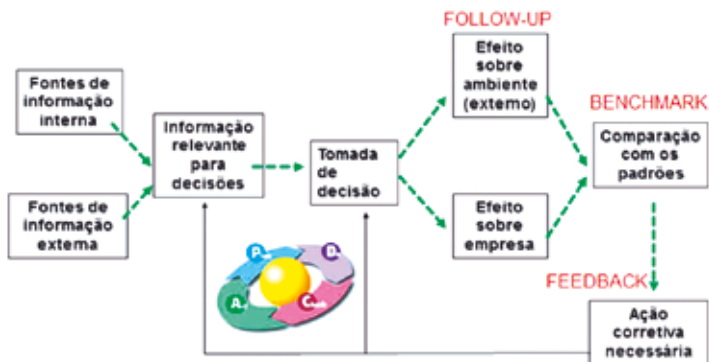 FOLLOW-UP
Efeito
sobre
ambiente
(externo)
Fontes de
informação
interna
BENCHMARK
Informação
relevante
para
decisões
Tomada
de
decisão
Comparação
com os
padrões
Fontes de
informação
externa
Efeito
sobre
empresa
P
D
A
C
FEEDBACK
Ação
corretiva
necessária